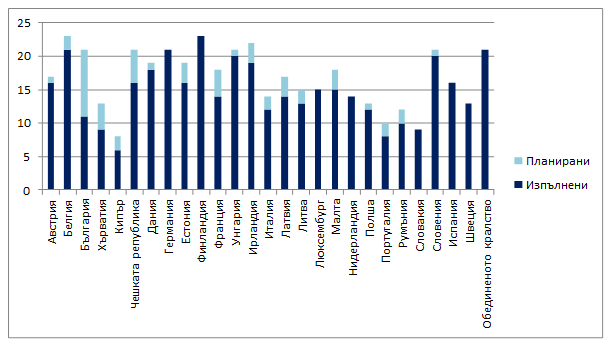 25
20
15
10
5
0
Австрия
Белгия
България
Хърватия
Кипър
Чешката република
Дания
Германия
Естония
Финландия
Франция
Унгария
Ирландия
Италия
Латвия
Литва
Люксембург
Малта
Нидерландия
Полша
Португалия
Румъния
Словакия
Словения
Испания
Швеция
Обединеното кралство
Планирани
Изпълнени